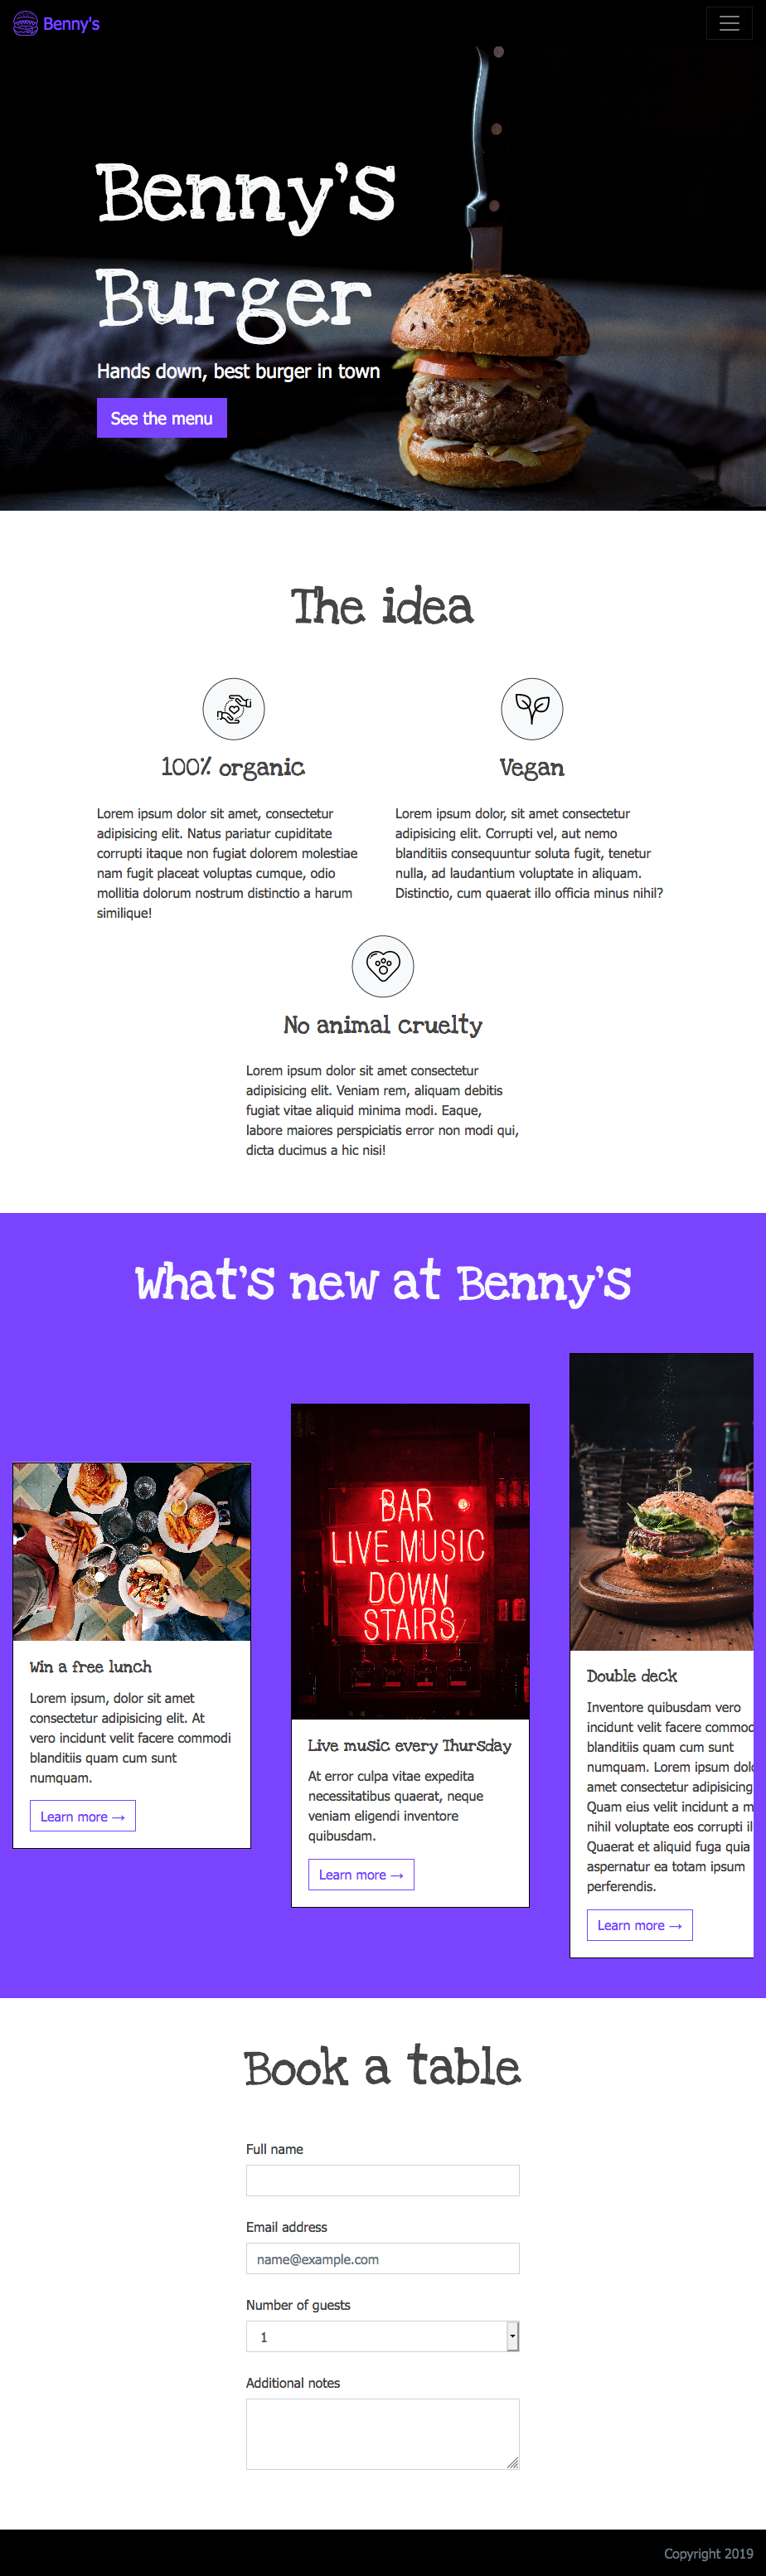 Benny's
Benny's
Burger
Hands down, best burger in town
See the menu
The idea
100% organic
Lorem ipsum dolor sit amet, consectetur
adipisicing elit. Natus pariatur cupiditate
corrupti itaque non fugiat dolorem molestiae
nam fugit placeat voluptas cumque, odio
mollitia dolorum nostrum distinctio a harum
similique!
Vegan
Lorem ipsum dolor, sit amet consectetur
adipisicing elit. Corrupti vel, aut nemo
blanditiis consequuntur soluta fugit, tenetur
nulla, ad laudantium voluptate in aliquam.
Distinctio, cum quaerat illo officia minus nihil?
No animal cruelty
Lorem ipsum dolor sit amet consectetur
adipisicing elit. Veniam rem, aliquam debitis
fugiat vitae aliquid minima modi. Eaque,
labore maiores perspiciatis error non modi qui,
dicta ducimus a hic nisi!
What's new at Benny's
Win a free lunch
Lorem ipsum, dolor sit amet
consectetur adipisicing elit. At
vero incidunt velit facere commodi
blanditiis quam cum sunt
numquam.
Learn more →
BAR
LIVE MUSIC
DOWN
STAIRS
Live music every Thursday
At error culpa vitae expedita
necessitatibus quaerat, neque
veniam eligendi inventore
quibusdam.
Learn more →
Double deck
Inventore quibusdam vero
incidunt velit facere commo
blanditiis quam cum sunt
numquam. Lorem ipsum dol
amet consectetur adipisicing
Quam eius velit incidunt a m
nihil voluptate eos corrupti il
Quaerat et aliquid fuga quia
aspernatur ea totam ipsum
perferendis.
Learn more →
Book a table
Full name
Email address
name@example.com
Number of guests
1
Additional notes
Copyright 2019